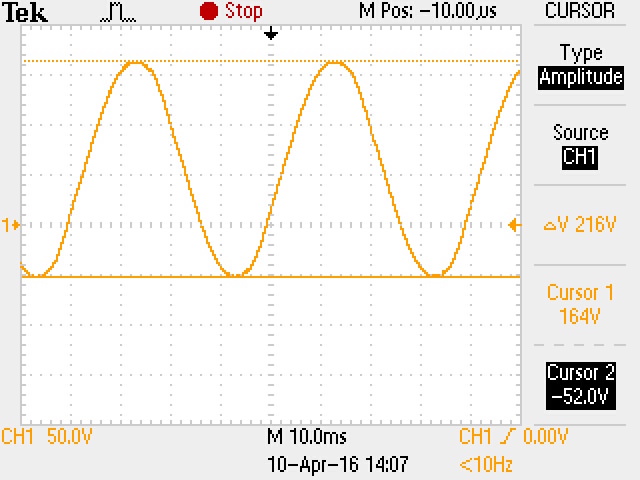 Tek Stop M Pos: -10.00µs CURSOR
Type
Amplitude
Source
CH1
1
△V 216V
Cursor 1
164V
Cursor 2
-52.0V
CH1 50.0V M 10.0ms CH1 / 0.00V
10-Apr-16 14:07 <10Hz